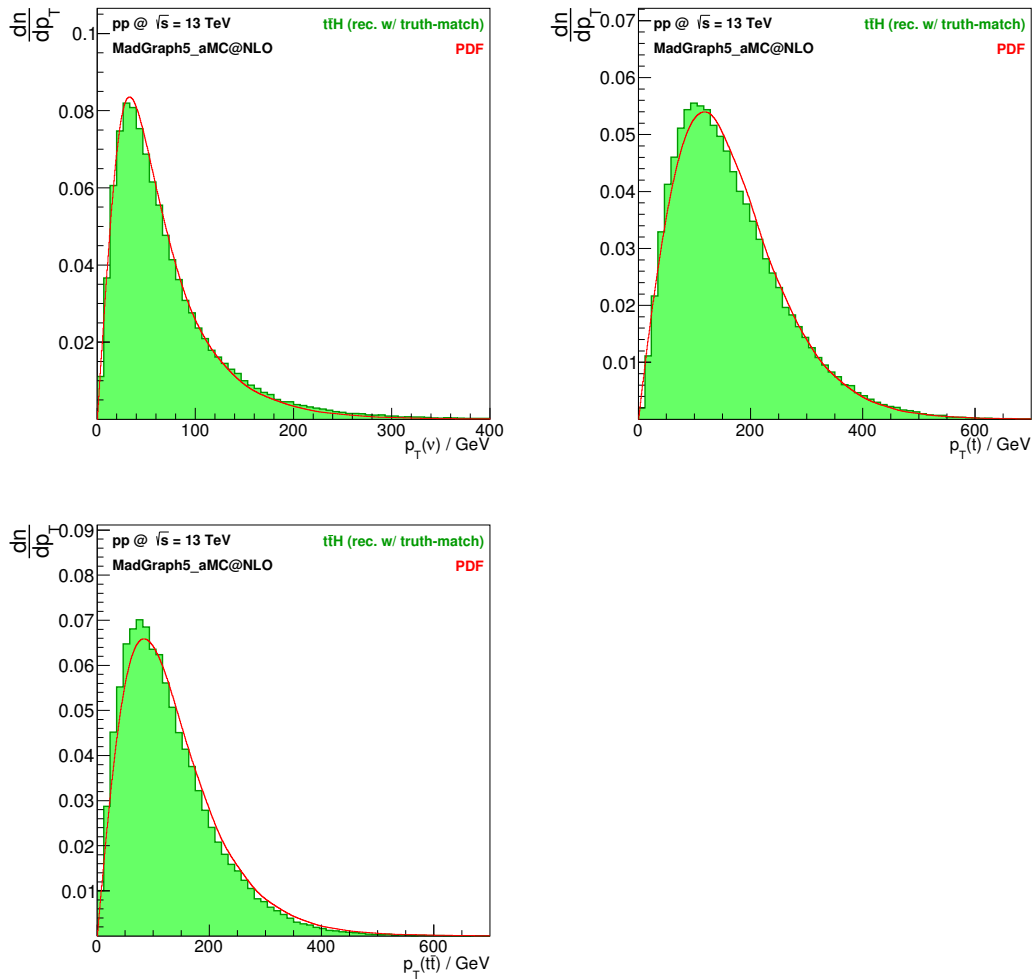 dn
dp_T
pp @ √s = 13 TeV
tt̄H (rec. w/ truth-match)
MadGraph5_aMC@NLO
PDF
0.1
0.08
0.06
0.04
0.02
0 100 200 300 400
p_T(ν) / GeV
dn
dp_T
pp @ √s = 13 TeV
tt̄H (rec. w/ truth-match)
MadGraph5_aMC@NLO
PDF
0.07
0.06
0.05
0.04
0.03
0.02
0.01
0 200 400 600
p_T(t) / GeV
dn
dp_T
pp @ √s = 13 TeV
tt̄H (rec. w/ truth-match)
MadGraph5_aMC@NLO
PDF
0.09
0.08
0.07
0.06
0.05
0.04
0.03
0.02
0.01
0 200 400 600
p_T(tt̄) / GeV